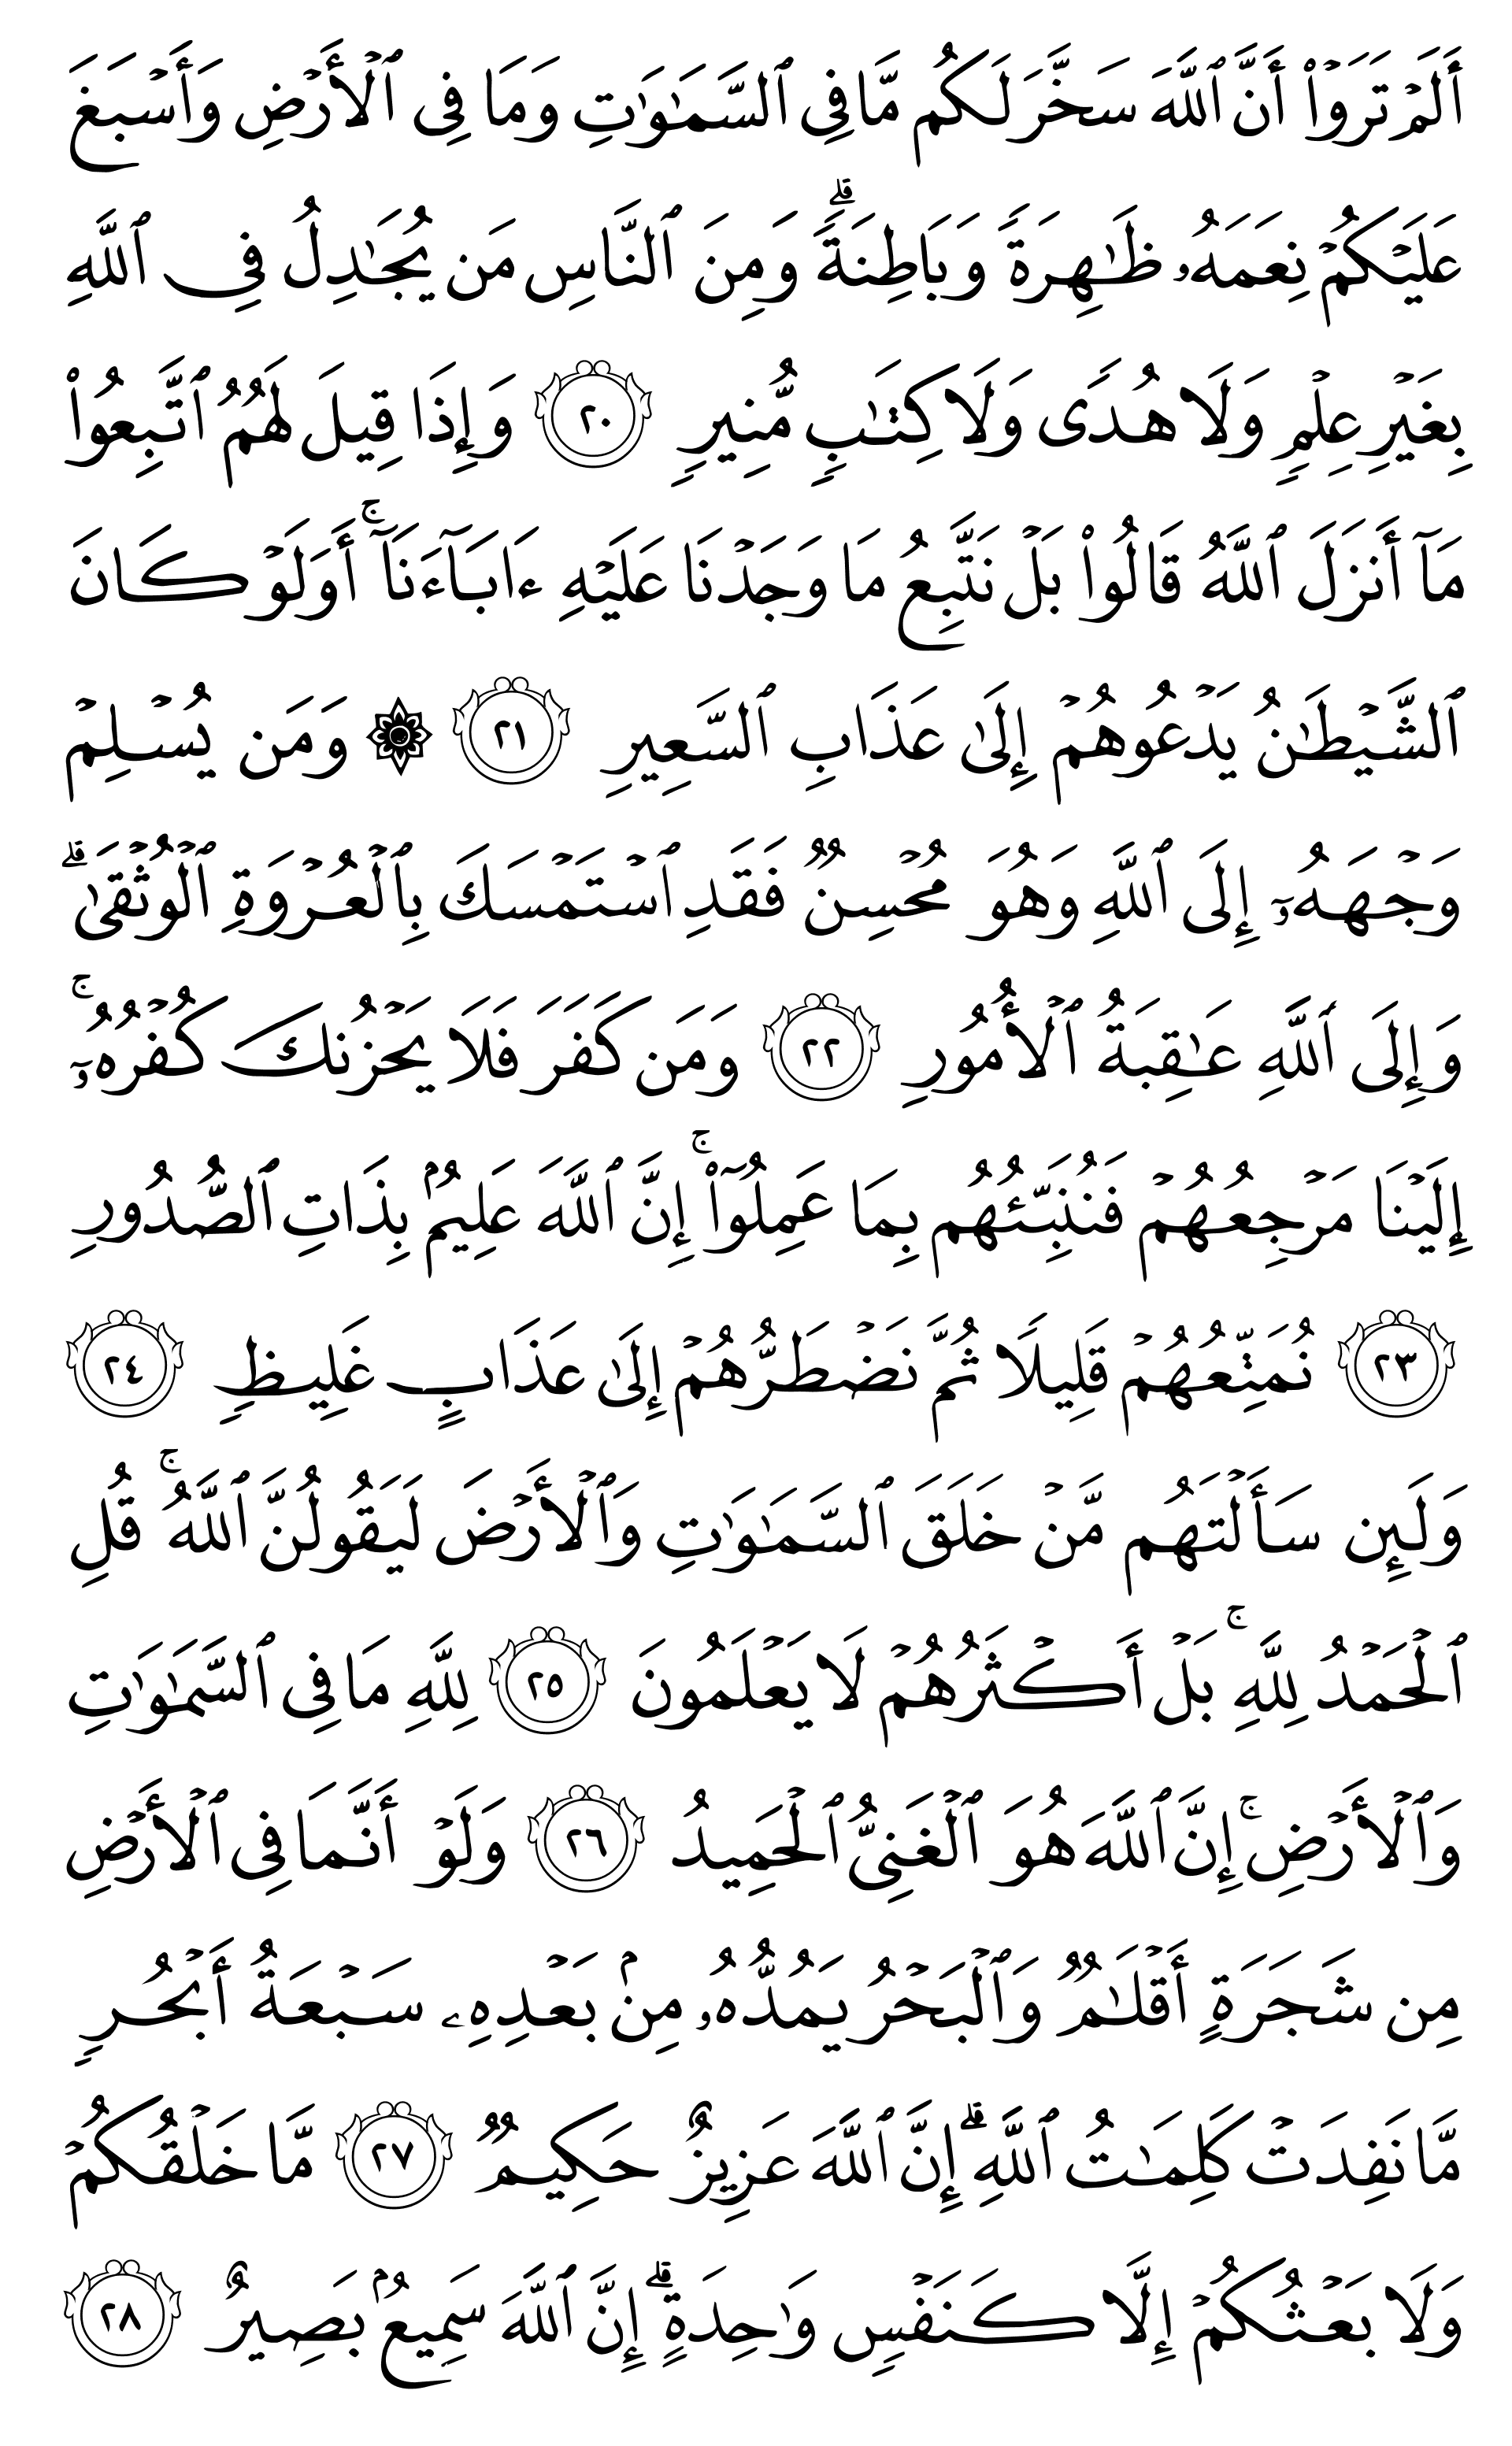 أَلَمْ تَرَوْا۟ أَنَّ ٱللَّهَ سَخَّرَ لَكُم مَّا فِى ٱلسَّمَـٰوَٰتِ وَمَا فِى ٱلْأَرْضِ وَأَسْبَغَ
عَلَيْكُمْ نِعَمَهُۥ ظَـٰهِرَةً وَبَاطِنَةً ۗ وَمِنَ ٱلنَّاسِ مَن يُجَـٰدِلُ فِى ٱللَّهِ
بِغَيْرِ عِلْمٍ وَلَا هُدًى وَلَا كِتَـٰبٍ مُّنِيرٍ ٢٠ وَإِذَا قِيلَ لَهُمُ ٱتَّبِعُوا۟
مَآ أَنزَلَ ٱللَّهُ قَالُوا۟ بَلْ نَتَّبِعُ مَا وَجَدْنَا عَلَيْهِ ءَابَآءَنَآ ۚ أَوَلَوْ كَانَ
ٱلشَّيْطَـٰنُ يَدْعُوهُمْ إِلَىٰ عَذَابِ ٱلسَّعِيرِ ٢١ ۞ وَمَن يُسْلِمْ
وَجْهَهُۥٓ إِلَى ٱللَّهِ وَهُوَ مُحْسِنٌ فَقَدِ ٱسْتَمْسَكَ بِٱلْعُرْوَةِ ٱلْوُثْقَىٰ ۗ
وَإِلَى ٱللَّهِ عَـٰقِبَةُ ٱلْأُمُورِ ٢٢ وَمَن كَفَرَ فَلَا يَحْزُنكَ كُفْرُهُۥٓ ۚ
إِلَيْنَا مَرْجِعُهُمْ فَنُنَبِّئُهُم بِمَا عَمِلُوٓا۟ ۚ إِنَّ ٱللَّهَ عَلِيمٌۢ بِذَاتِ ٱلصُّدُورِ
٢٣ نُمَتِّعُهُمْ قَلِيلًا ثُمَّ نَضْطَرُّهُمْ إِلَىٰ عَذَابٍ غَلِيظٍ ٢٤
وَلَئِن سَأَلْتَهُم مَّنْ خَلَقَ ٱلسَّمَـٰوَٰتِ وَٱلْأَرْضَ لَيَقُولُنَّ ٱللَّهُ ۚ قُلِ
ٱلْحَمْدُ لِلَّهِ ۚ بَلْ أَكْثَرُهُمْ لَا يَعْلَمُونَ ٢٥ لِلَّهِ مَا فِى ٱلسَّمَـٰوَٰتِ
وَٱلْأَرْضِ ۚ إِنَّ ٱللَّهَ هُوَ ٱلْغَنِىُّ ٱلْحَمِيدُ ٢٦ وَلَوْ أَنَّمَا فِى ٱلْأَرْضِ
مِن شَجَرَةٍ أَقْلَـٰمٌ وَٱلْبَحْرُ يَمُدُّهُۥ مِنۢ بَعْدِهِۦ سَبْعَةُ أَبْحُرٍ
مَّا نَفِدَتْ كَلِمَـٰتُ ٱللَّهِ ۗ إِنَّ ٱللَّهَ عَزِيزٌ حَكِيمٌ ٢٧ مَّا خَلْقُكُمْ
وَلَا بَعْثُكُمْ إِلَّا كَنَفْسٍ وَٰحِدَةٍ ۗ إِنَّ ٱللَّهَ سَمِيعٌۢ بَصِيرٌ ٢٨